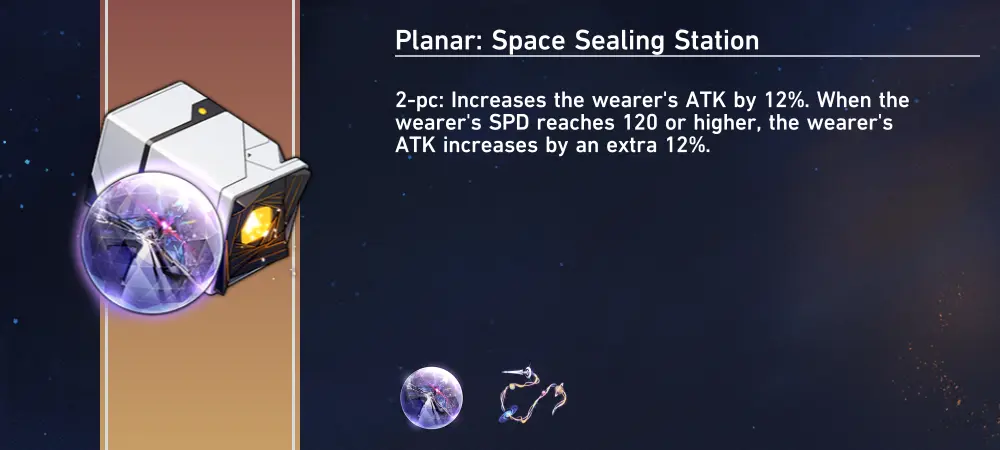 Planar: Space Sealing Station
2-pc: Increases the wearer's ATK by 12%. When the
wearer's SPD reaches 120 or higher, the wearer's
ATK increases by an extra 12%.